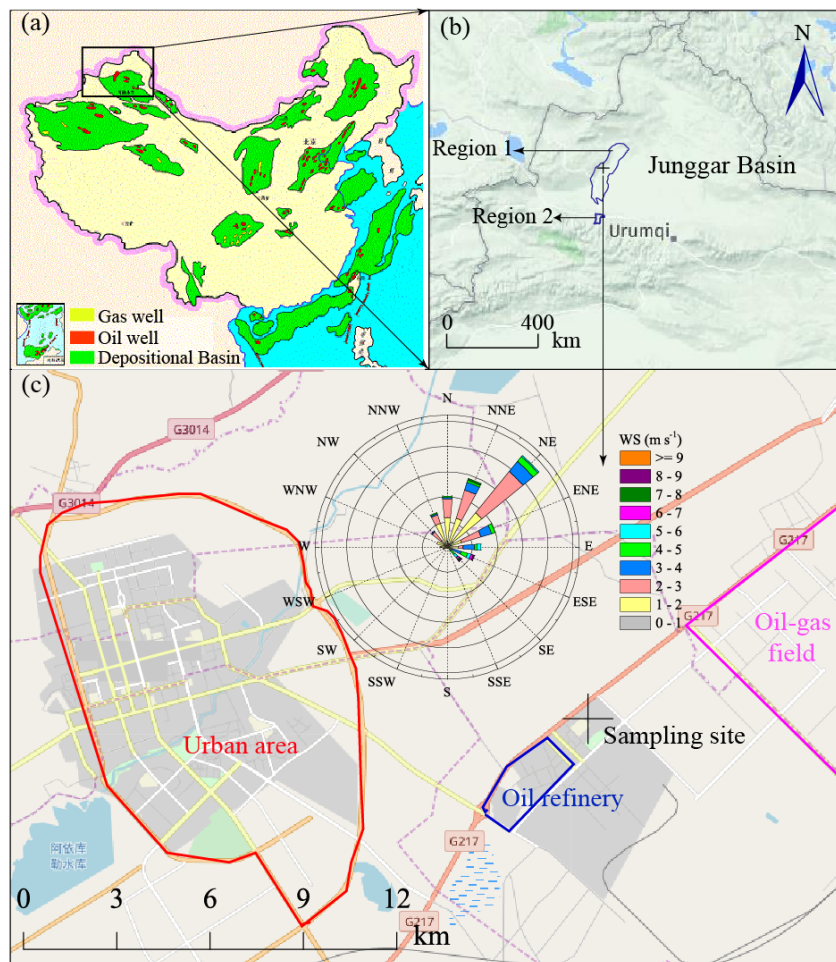 (a)
北京
Gas well
Oil well
Depositional Basin
(b)
N
Region 1
Junggar Basin
Region 2
Urumqi
0 400
km
(c)
G3014
G3014
N
NNW
NNE
NW
NE
WNW
ENE
W
E
WSW
ESE
SW
SE
SSW
SSE
S
WS (m s⁻¹)
>= 9
8 - 9
7 - 8
6 - 7
5 - 6
4 - 5
3 - 4
2 - 3
1 - 2
0 - 1
G317
G217
Oil-gas
field
Urban area
Sampling site
Oil refinery
阿依库
勒水库
G217
G217
0 3 6 9 12
km